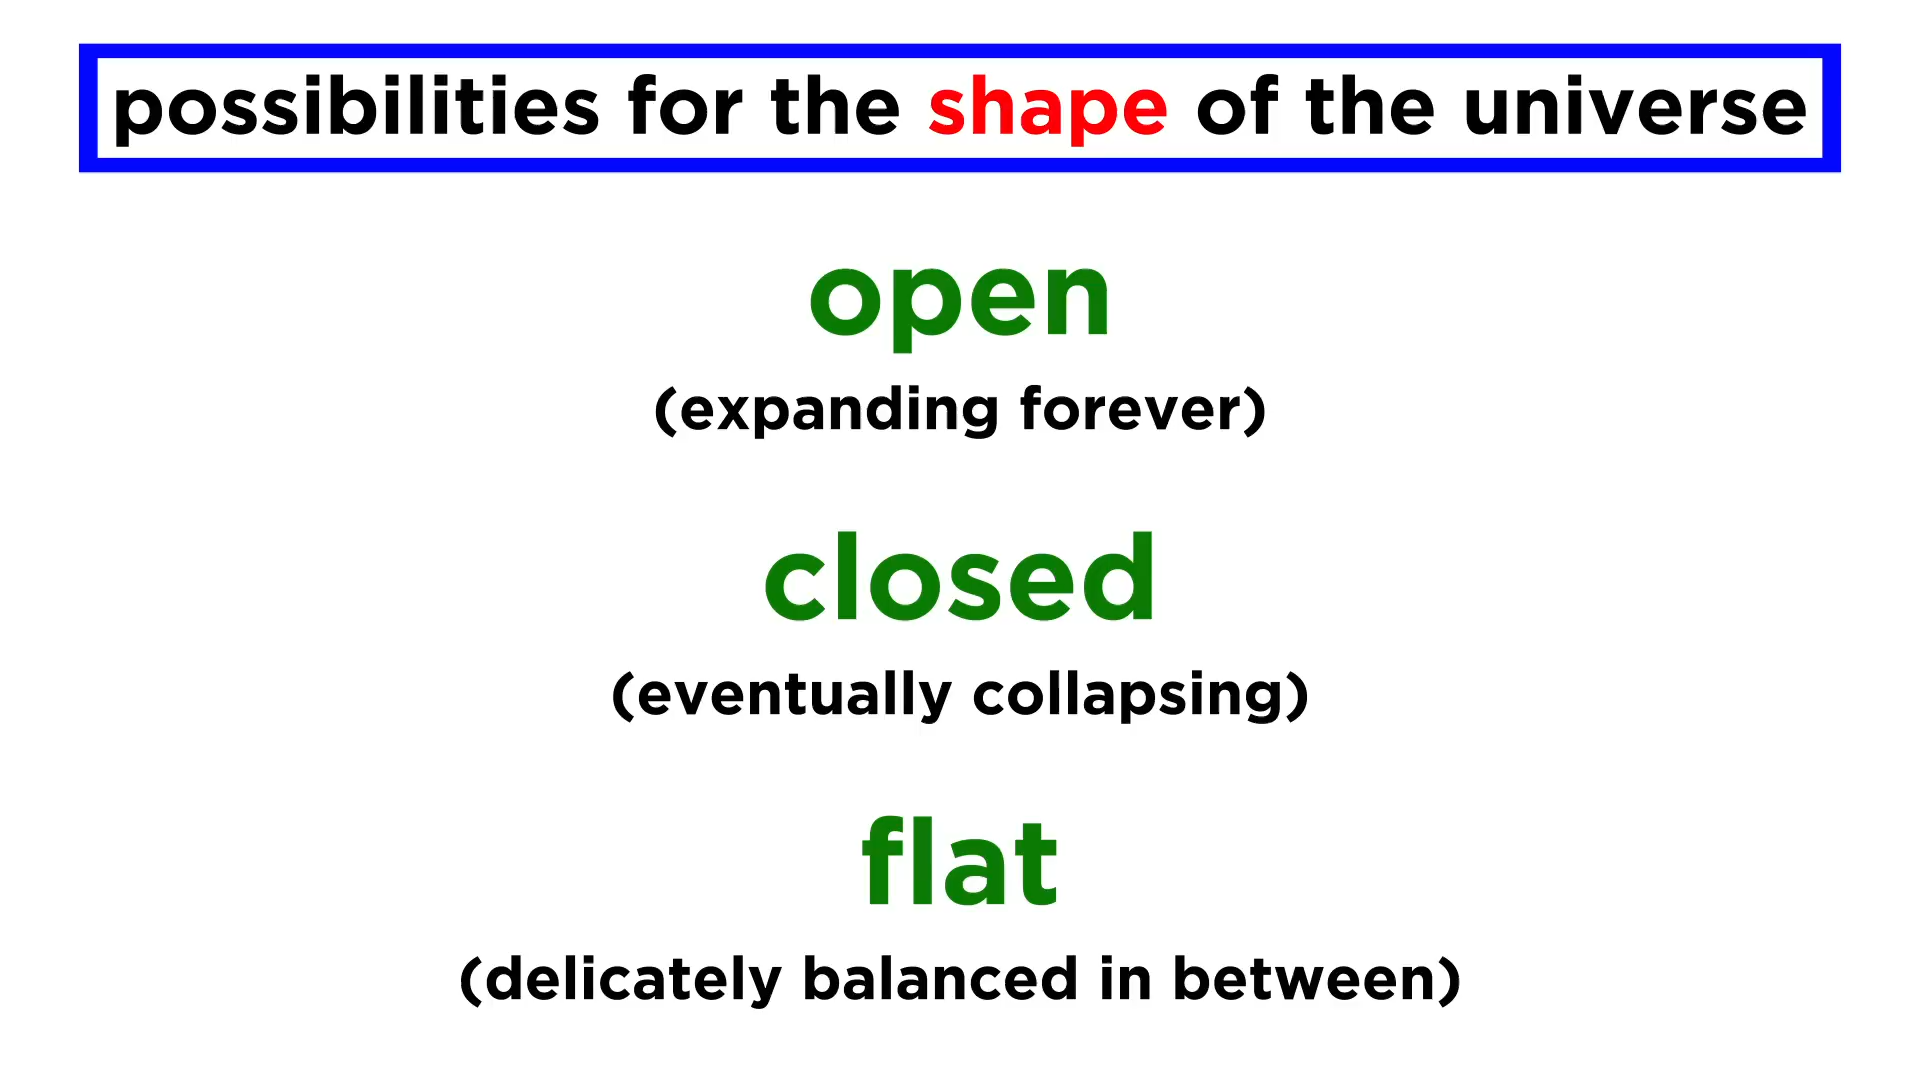 possibilities for the shape of the universe
open
(expanding forever)
closed
(eventually collapsing)
flat
(delicately balanced in between)